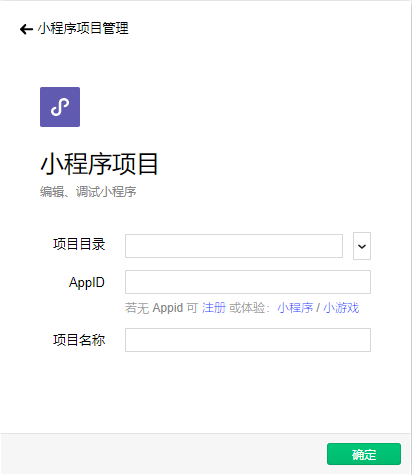 小程序项目管理
小程序项目
编辑、调试小程序
项目目录
AppID
若无 Appid 可 注册 或体验：小程序 / 小游戏
项目名称
确定